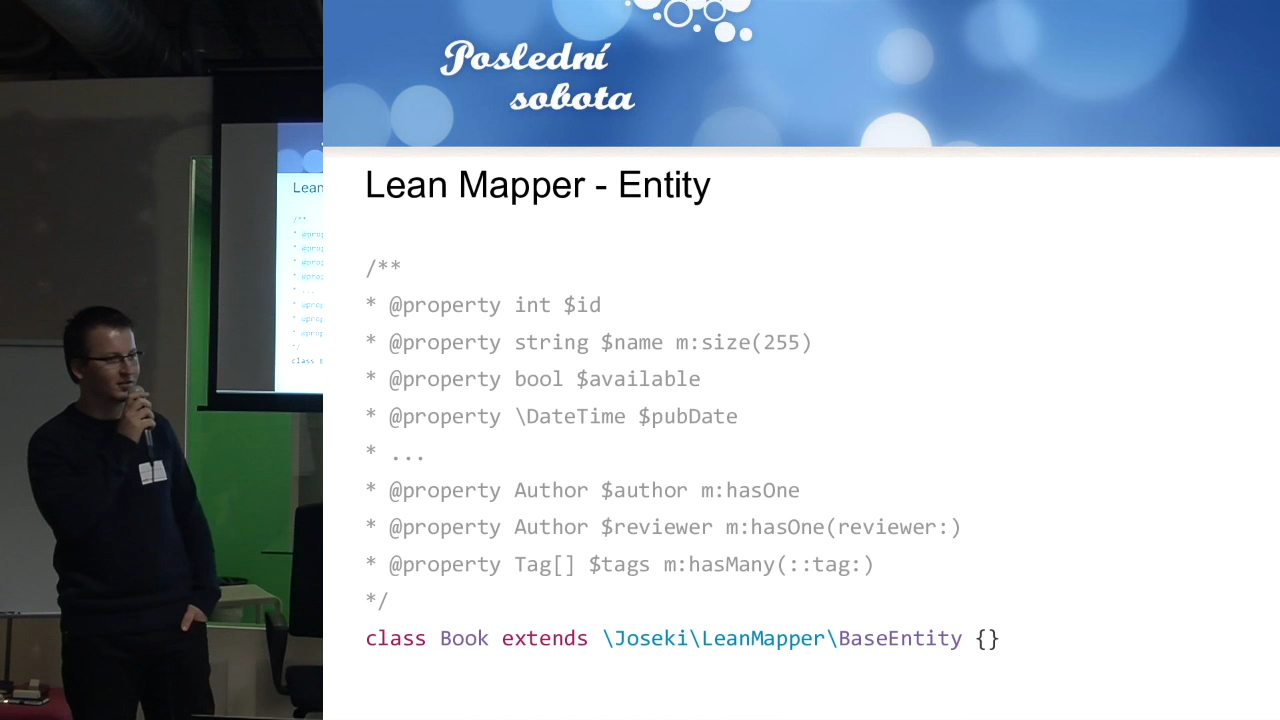 Poslední
sobota
Lean Mapper - Entity
/**
* @property int $id
* @property string $name m:size(255)
* @property bool $available
* @property \DateTime $pubDate
* ...
* @property Author $author m:hasOne
* @property Author $reviewer m:hasOne(reviewer:)
* @property Tag[] $tags m:hasMany(::tag:)
*/
class Book extends \Joseki\LeanMapper\BaseEntity {}
Lean
/**
* ...
*/
class